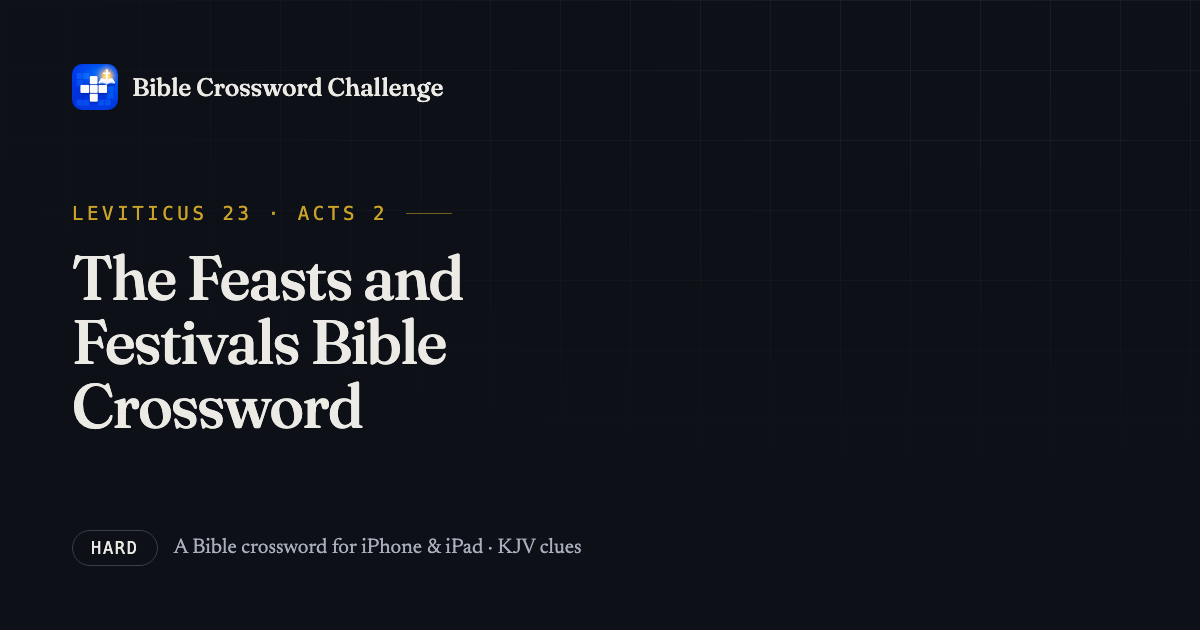 Bible Crossword Challenge
LEVITICUS 23 · ACTS 2
The Feasts and
Festivals Bible
Crossword
HARD
A Bible crossword for iPhone & iPad · KJV clues